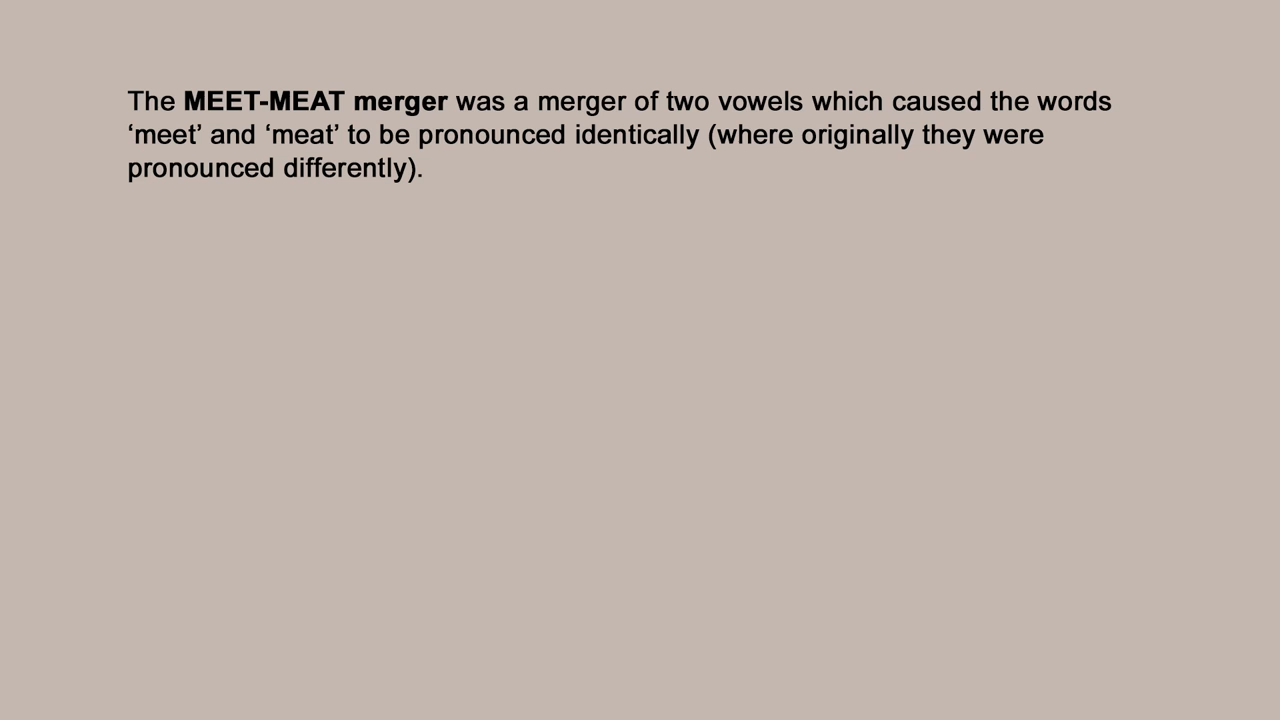 The MEET-MEAT merger was a merger of two vowels which caused the words
‘meet’ and ‘meat’ to be pronounced identically (where originally they were
pronounced differently).